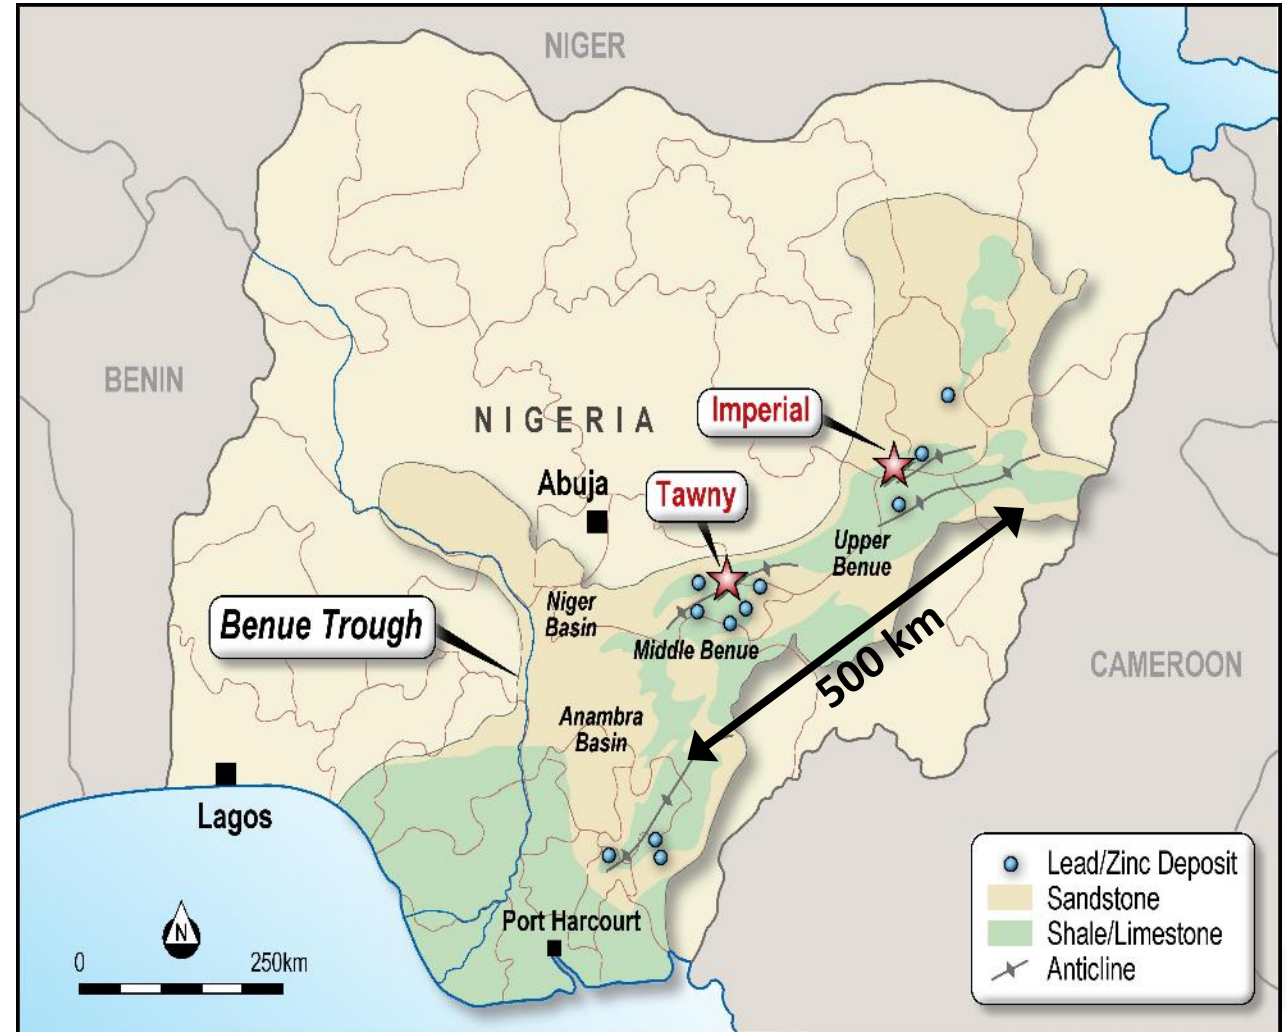 NIGER
BENIN
NIGERIA
Imperial
Abuja
Tawny
Upper
Benue
Niger
Basin
Benue Trough
Middle Benue
500 km
CAMEROON
Anambra
Basin
Lagos
Port Harcourt
N
0 250km
Lead/Zinc Deposit
Sandstone
Shale/Limestone
Anticline